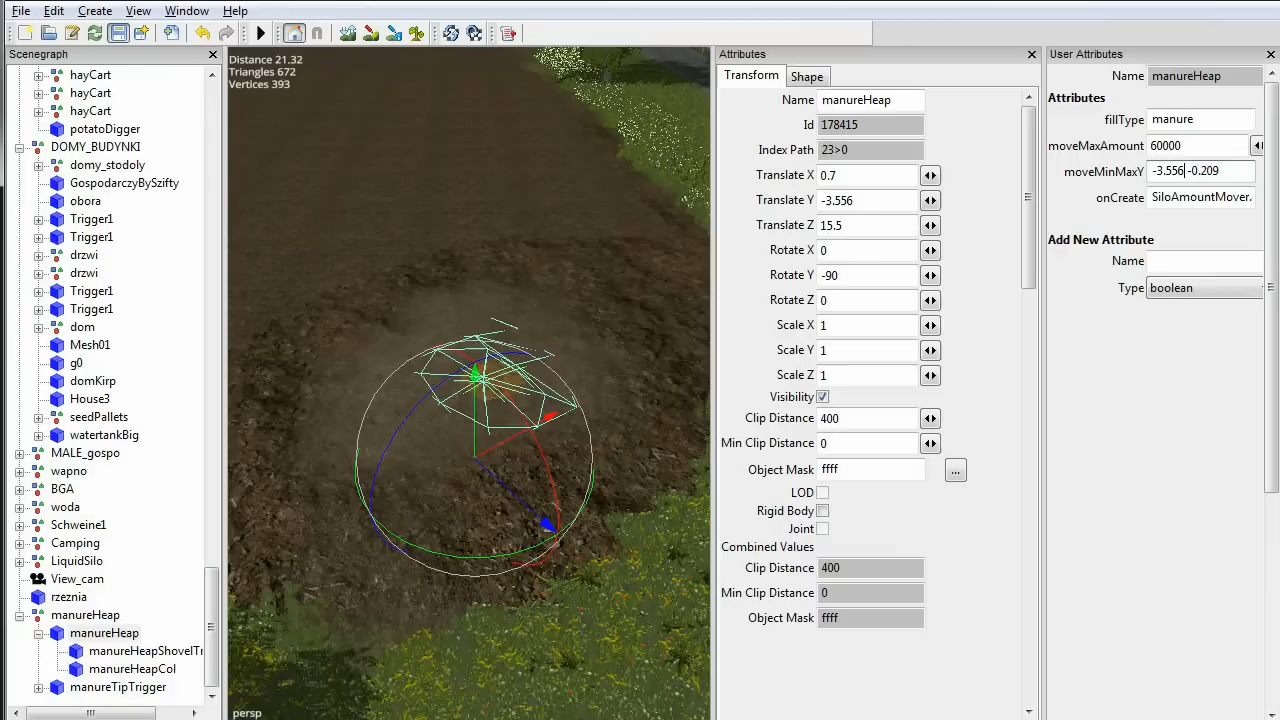 File Edit Create View Window Help
Scenegraph
hayCart
hayCart
hayCart
potatoDigger
DOMY_BUDYNKI
domy_stodoly
GospodarczyBySzifty
obora
Trigger1
Trigger1
drzwi
drzwi
Trigger1
Trigger1
dom
Mesh01
g0
domKirp
House3
seedPallets
watertankBig
MALE_gospo
wapno
BGA
woda
Schweine1
Camping
LiquidSilo
View_cam
rzeznia
manureHeap
manureHeap
manureHeapShovelTr
manureHeapCol
manureTipTrigger
Distance 21.32
Triangles 672
Vertices 393
persp
Attributes
Transform Shape
Name manureHeap
Id 178415
Index Path 23>0
Translate X 0.7
Translate Y -3.556
Translate Z 15.5
Rotate X 0
Rotate Y -90
Rotate Z 0
Scale X 1
Scale Y 1
Scale Z 1
Visibility
Clip Distance 400
Min Clip Distance 0
Object Mask ffff ...
LOD
Rigid Body
Joint
Combined Values
Clip Distance 400
Min Clip Distance 0
Object Mask ffff
User Attributes
Name manureHeap
Attributes
fillType manure
moveMaxAmount 60000
moveMinMaxY -3.556 -0.209
onCreate SiloAmountMover.
Add New Attribute
Name
Type boolean